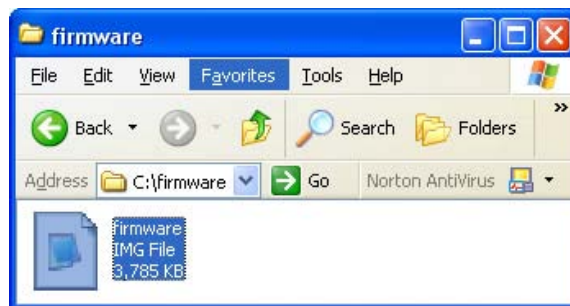 firmware
File Edit View Favorites Tools Help
Back Search Folders »
Address C:\firmware Go Norton AntiVirus
firmware
IMG File
3,785 KB